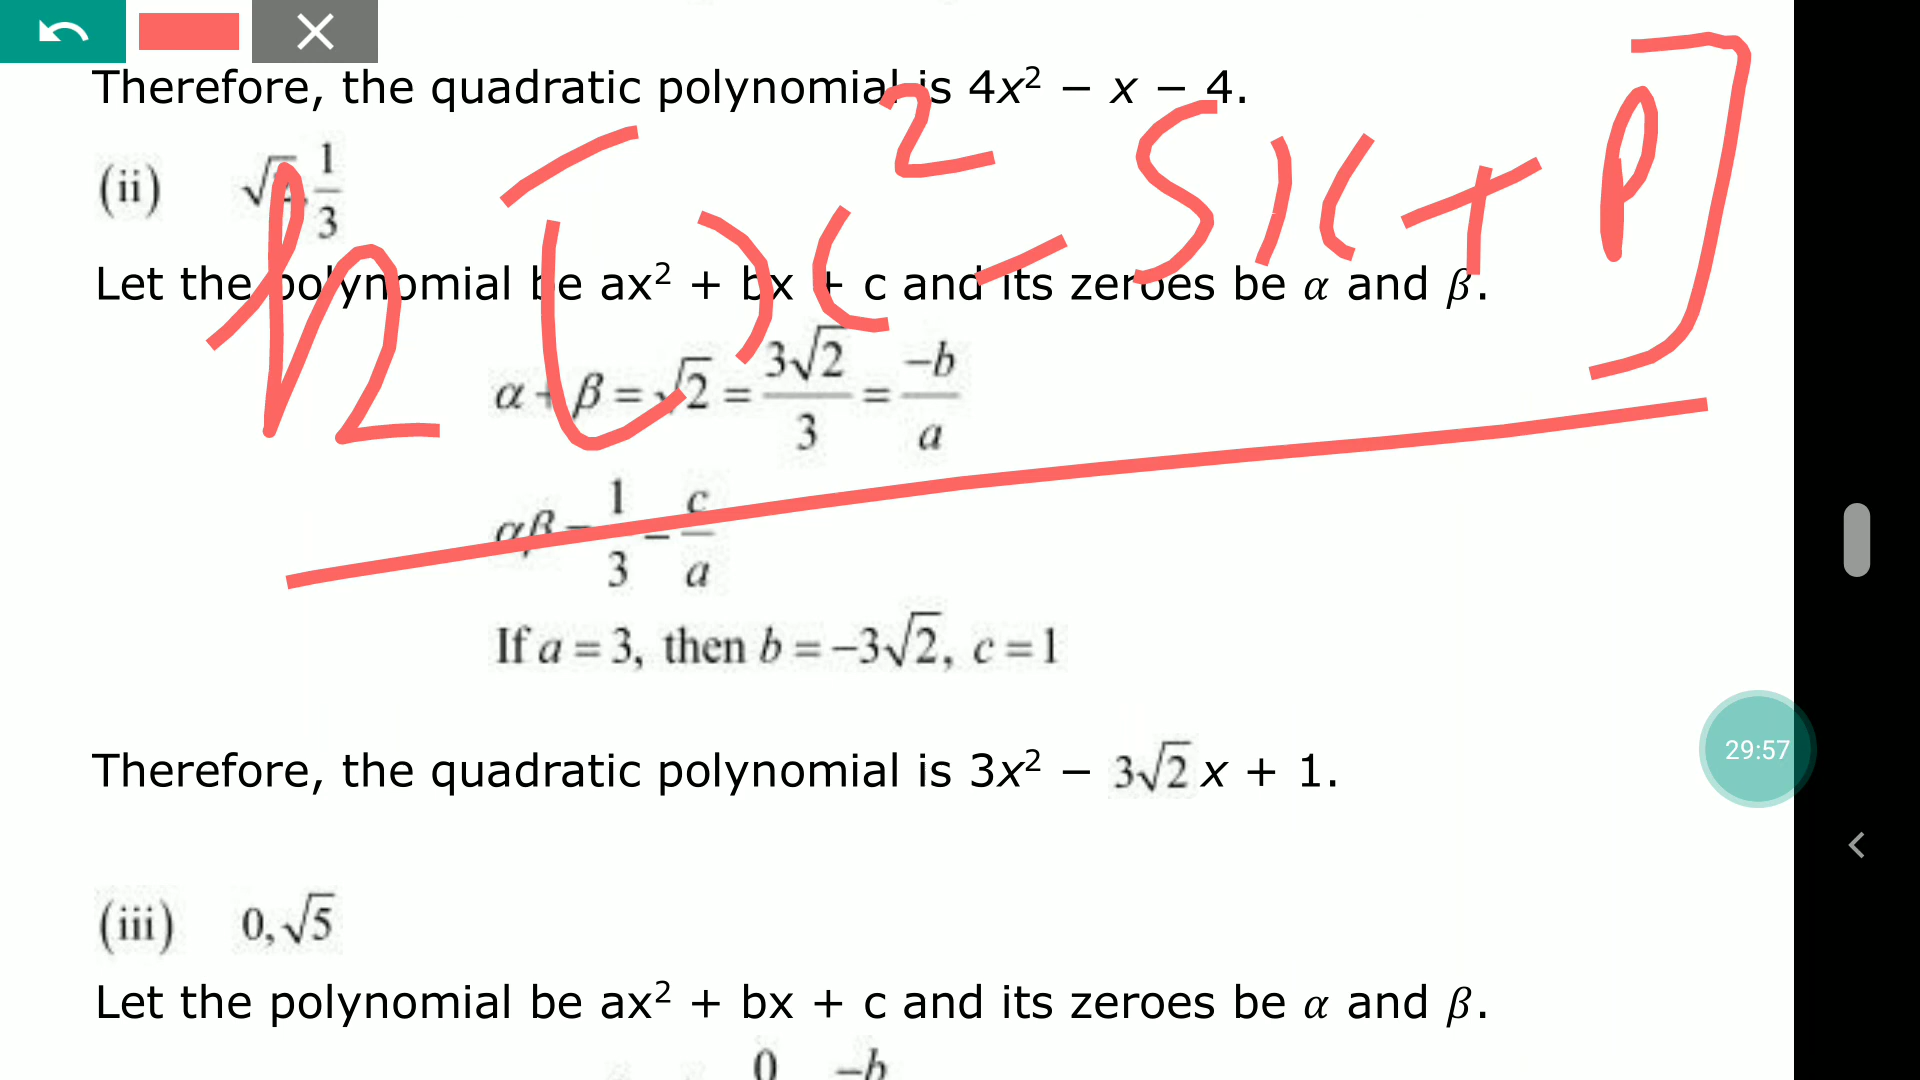 Therefore, the quadratic polynomial is 4x² − x − 4.
(ii) √2, 1/3
k [x² − Sx + P]
Let the polynomial be ax² + bx + c and its zeroes be α and β.
α + β = √2 = 3√2/3 = −b/a
αβ = 1/3 = c/a
If a = 3, then b = −3√2, c = 1
Therefore, the quadratic polynomial is 3x² − 3√2 x + 1.
29:57
(iii) 0, √5
Let the polynomial be ax² + bx + c and its zeroes be α and β.
0 −b